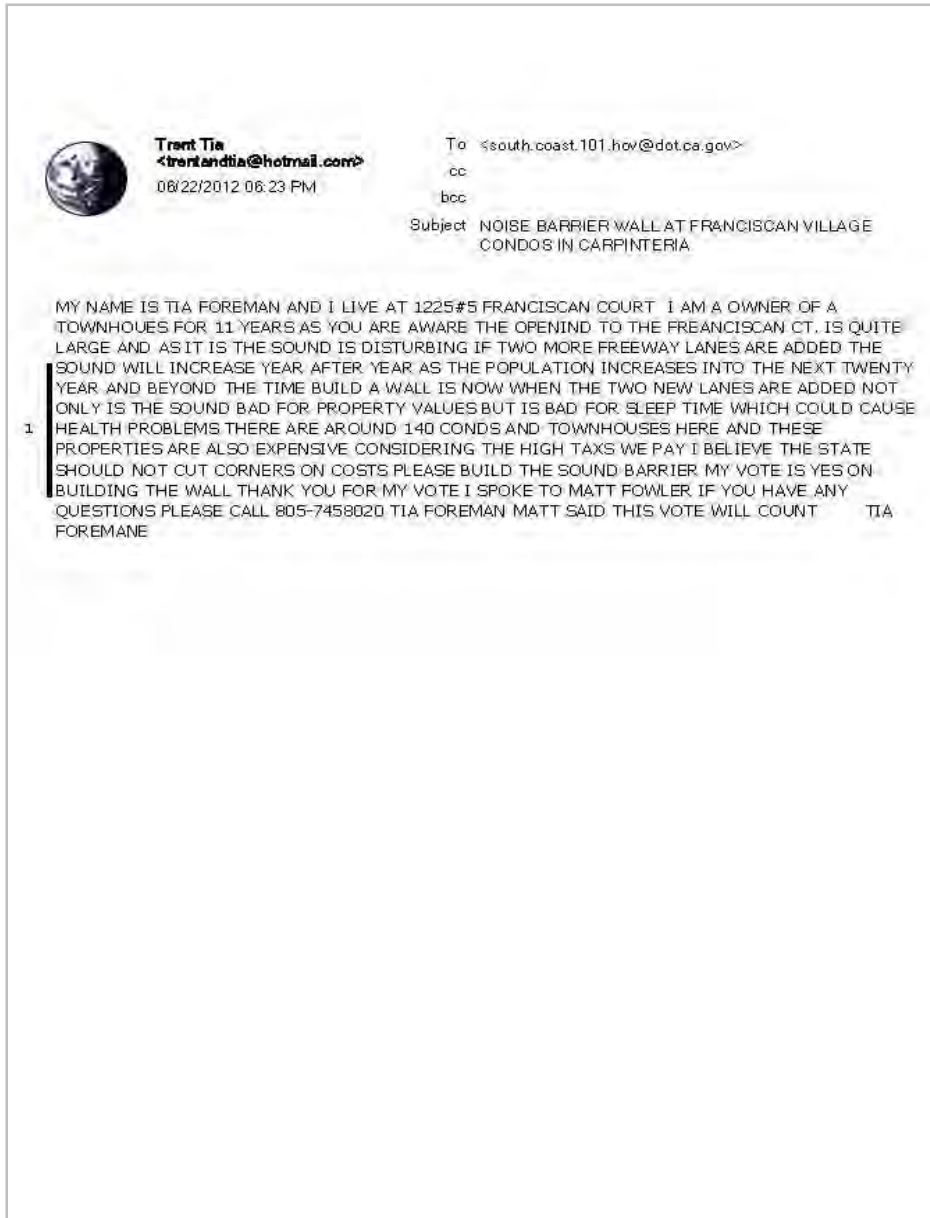 Trent Tia
<trentandtia@hotmail.com>
06/22/2012 06:23 PM
To <south.coast.101.hov@dot.ca.gov>
cc
bcc
Subject NOISE BARRIER WALL AT FRANCISCAN VILLAGE
CONDOS IN CARPINTERIA
MY NAME IS TIA FOREMAN AND I LIVE AT 1225#5 FRANCISCAN COURT I AM A OWNER OF A
TOWNHOUES FOR 11 YEARS AS YOU ARE AWARE THE OPENIND TO THE FREANCISCAN CT. IS QUITE
LARGE AND AS IT IS THE SOUND IS DISTURBING IF TWO MORE FREEWAY LANES ARE ADDED THE
SOUND WILL INCREASE YEAR AFTER YEAR AS THE POPULATION INCREASES INTO THE NEXT TWENTY
YEAR AND BEYOND THE TIME BUILD A WALL IS NOW WHEN THE TWO NEW LANES ARE ADDED NOT
ONLY IS THE SOUND BAD FOR PROPERTY VALUES BUT IS BAD FOR SLEEP TIME WHICH COULD CAUSE
1 HEALTH PROBLEMS THERE ARE AROUND 140 CONDS AND TOWNHOUSES HERE AND THESE
PROPERTIES ARE ALSO EXPENSIVE CONSIDERING THE HIGH TAXS WE PAY I BELIEVE THE STATE
SHOULD NOT CUT CORNERS ON COSTS PLEASE BUILD THE SOUND BARRIER MY VOTE IS YES ON
BUILDING THE WALL THANK YOU FOR MY VOTE I SPOKE TO MATT FOWLER IF YOU HAVE ANY
QUESTIONS PLEASE CALL 805-7458020 TIA FOREMAN MATT SAID THIS VOTE WILL COUNT TIA
FOREMANE